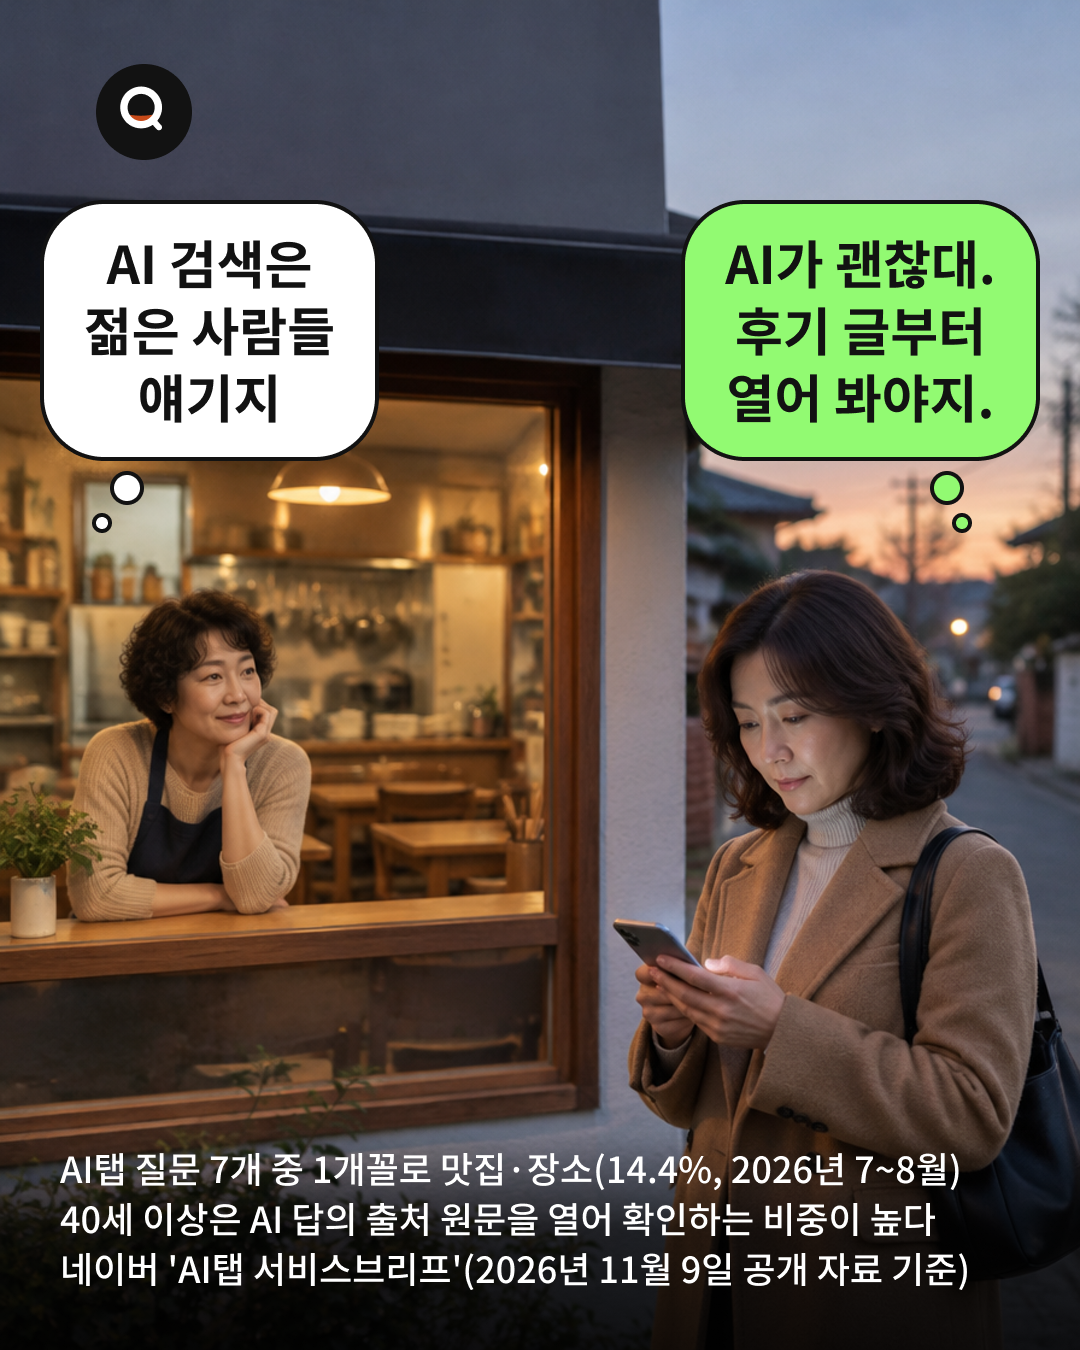 AI 검색은
젊은 사람들
얘기지
AI가 괜찮대.
후기 글부터
열어 봐야지.
AI탭 질문 7개 중 1개꼴로 맛집·장소(14.4%, 2026년 7~8월)
40세 이상은 AI 답의 출처 원문을 열어 확인하는 비중이 높다
네이버 'AI탭 서비스브리프'(2026년 11월 9일 공개 자료 기준)